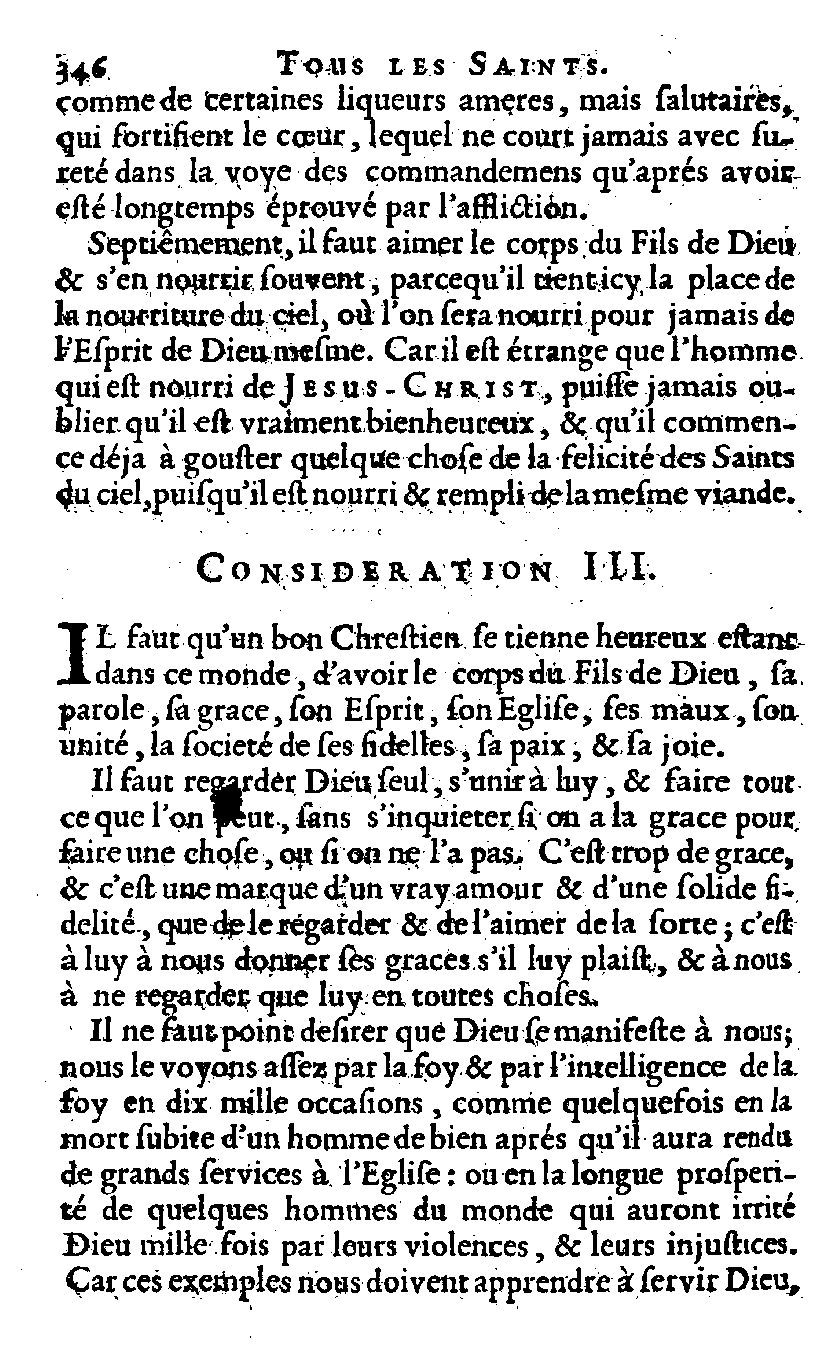 346 TOUS LES SAINTS.
comme de certaines liqueurs ameres, mais ſalutaires,
qui fortifient le cœur, lequel ne court jamais avec ſu-
reté dans la voye des commandemens qu'aprés avoir
eſté longtemps éprouvé par l'affliction.
Septiêmement, il faut aimer le corps du Fils de Dieu
& s'en nourrir ſouvent, parcequ'il tient icy la place de
la nourriture du ciel, où l'on ſera nourri pour jamais de
l'Eſprit de Dieu meſme. Car il eſt étrange que l'homme
qui eſt nourri de JESUS-CHRIST, puiſſe jamais ou-
blier qu'il eſt vraiment bienheureux, & qu'il commen-
ce déja à gouſter quelque choſe de la felicité des Saints
du ciel, puiſqu'il eſt nourri & rempli de la meſme viande.
CONSIDERATION III.
IL faut qu'un bon Chreſtien ſe tienne heureux eſtant
dans ce monde, d'avoir le corps du Fils de Dieu, ſa
parole, ſa grace, ſon Eſprit, ſon Egliſe, ſes maux, ſon
unité, la ſocieté de ſes fidelles, ſa paix, & ſa joie.
Il faut regarder Dieu ſeul, s'unir à luy, & faire tout
ce que l'on peut, ſans s'inquieter ſi on a la grace pour
faire une choſe, ou ſi on ne l'a pas. C'eſt trop de grace,
& c'eſt une marque d'un vray amour & d'une ſolide fi-
delité, que de le regarder & de l'aimer de la ſorte; c'eſt
à luy à nous donner ſes graces s'il luy plaiſt, & à nous
à ne regarder que luy en toutes choſes.
Il ne faut point deſirer que Dieu ſe manifeſte à nous;
nous le voyons aſſez par la foy & par l'intelligence de la
foy en dix mille occaſions, comme quelquefois en la
mort ſubite d'un homme de bien aprés qu'il aura rendu
de grands ſervices à l'Egliſe: ou en la longue proſperi-
té de quelques hommes du monde qui auront irrité
Dieu mille fois par leurs violences, & leurs injuſtices.
Car ces exemples nous doivent apprendre à ſervir Dieu,